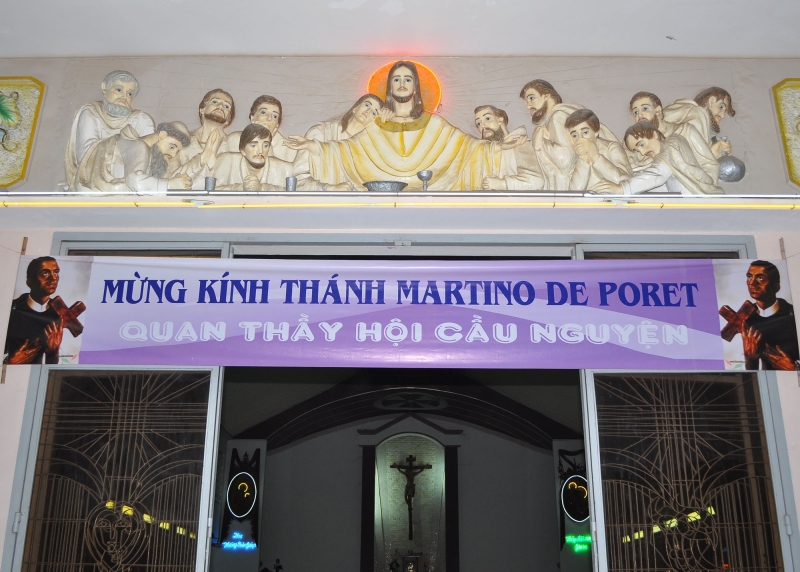 MỪNG KÍNH THÁNH MARTINO DE PORET
QUAN THẦY HỘI CẦU NGUYỆN